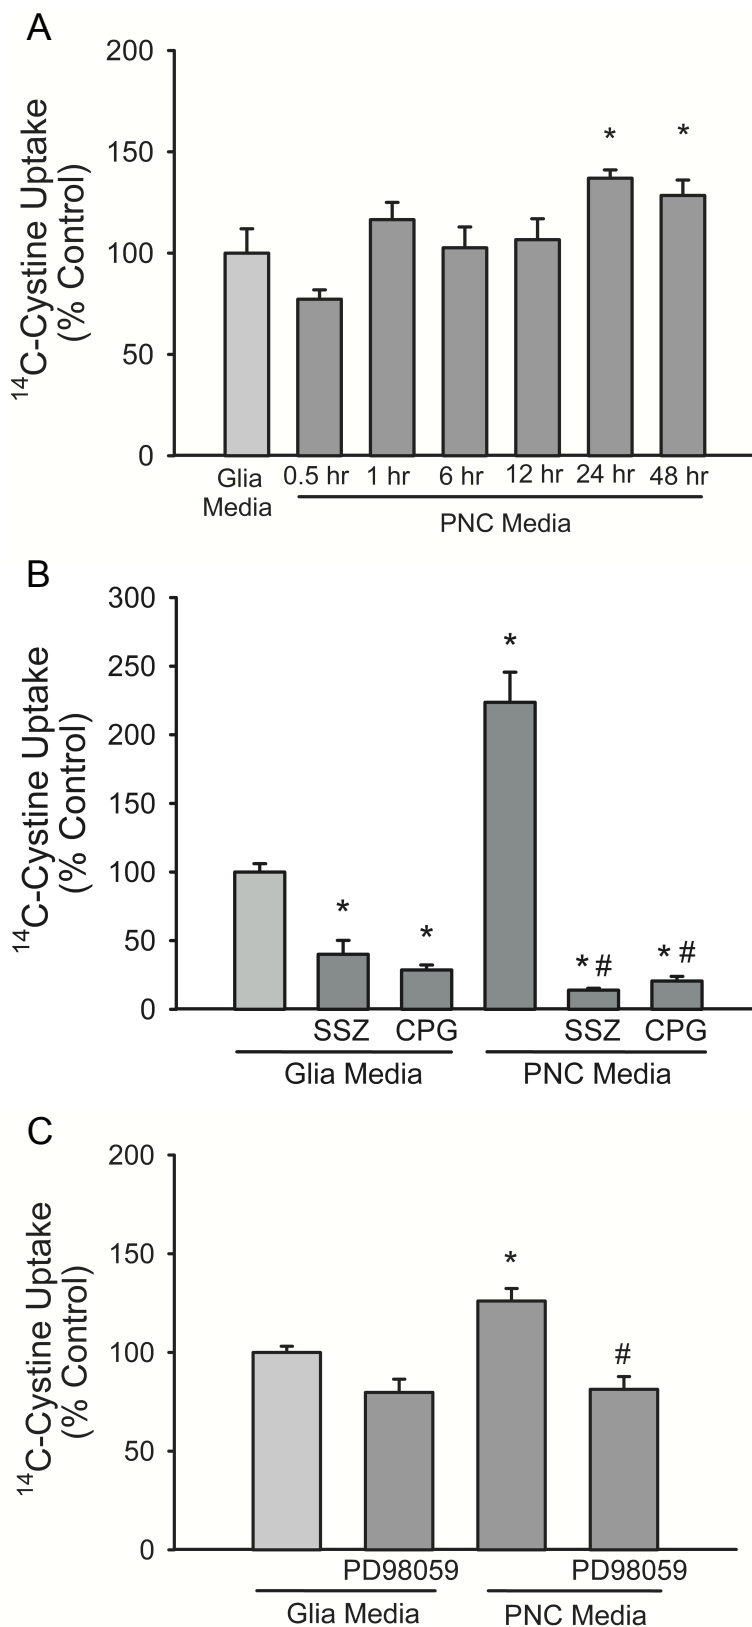 A
200
150
100
50
0
¹⁴C-Cystine Uptake
(% Control)
*
*
Glia
Media
0.5 hr 1 hr 6 hr 12 hr 24 hr 48 hr
PNC Media
B
300
250
200
150
100
50
0
¹⁴C-Cystine Uptake
(% Control)
*
*
*
* #
* #
SSZ CPG SSZ CPG
Glia Media PNC Media
C
200
150
100
50
0
¹⁴C-Cystine Uptake
(% Control)
*
#
PD98059 PD98059
Glia Media PNC Media